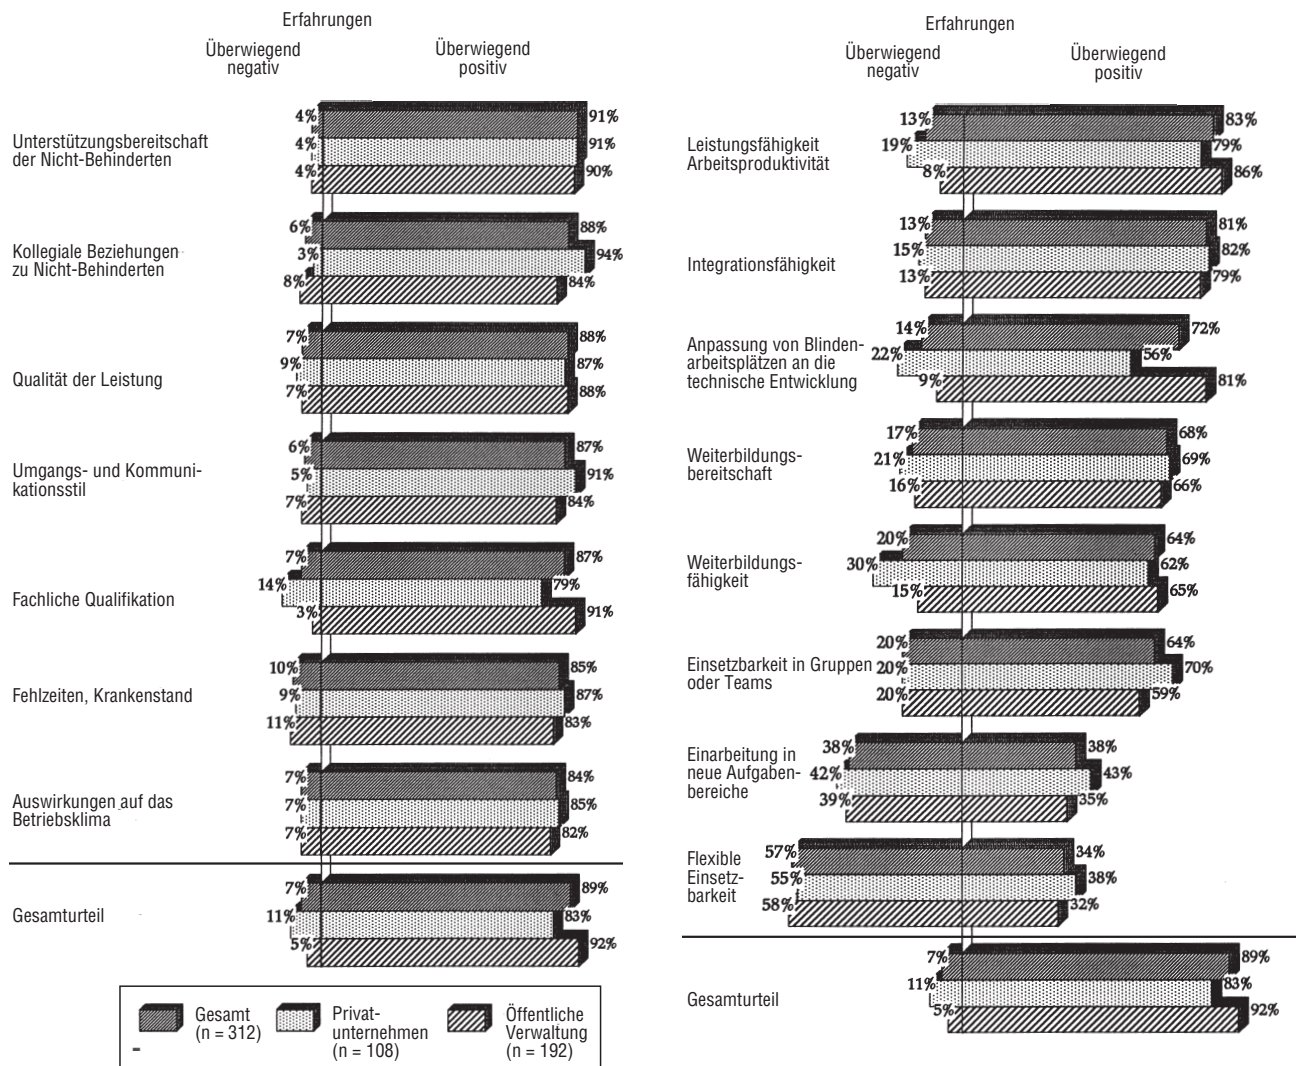 Erfahrungen
Überwiegend
negativ
Überwiegend
positiv
Unterstützungsbereitschaft
der Nicht-Behinderten
4%
91%
4%
91%
4%
90%
Kollegiale Beziehungen
zu Nicht-Behinderten
6%
88%
3%
94%
8%
84%
Qualität der Leistung
7%
88%
9%
87%
7%
88%
Umgangs- und Kommuni-
kationsstil
6%
87%
5%
91%
7%
84%
Fachliche Qualifikation
7%
87%
14%
79%
3%
91%
Fehlzeiten, Krankenstand
10%
85%
9%
87%
11%
83%
Auswirkungen auf das
Betriebsklima
7%
84%
7%
85%
7%
82%
Gesamturteil
7%
89%
11%
83%
5%
92%
Gesamt
(n = 312)
Privat-
unternehmen
(n = 108)
Öffentliche
Verwaltung
(n = 192)
Erfahrungen
Überwiegend
negativ
Überwiegend
positiv
Leistungsfähigkeit
Arbeitsproduktivität
13%
83%
19%
79%
8%
86%
Integrationsfähigkeit
13%
81%
15%
82%
13%
79%
Anpassung von Blinden-
arbeitsplätzen an die
technische Entwicklung
14%
72%
22%
56%
9%
81%
Weiterbildungs-
bereitschaft
17%
68%
21%
69%
16%
66%
Weiterbildungs-
fähigkeit
20%
64%
30%
62%
15%
65%
Einsetzbarkeit in Gruppen
oder Teams
20%
64%
20%
70%
20%
59%
Einarbeitung in
neue Aufgaben-
bereiche
38%
38%
42%
43%
39%
35%
Flexible
Einsetz-
barkeit
57%
34%
55%
38%
58%
32%
Gesamturteil
7%
89%
11%
83%
5%
92%